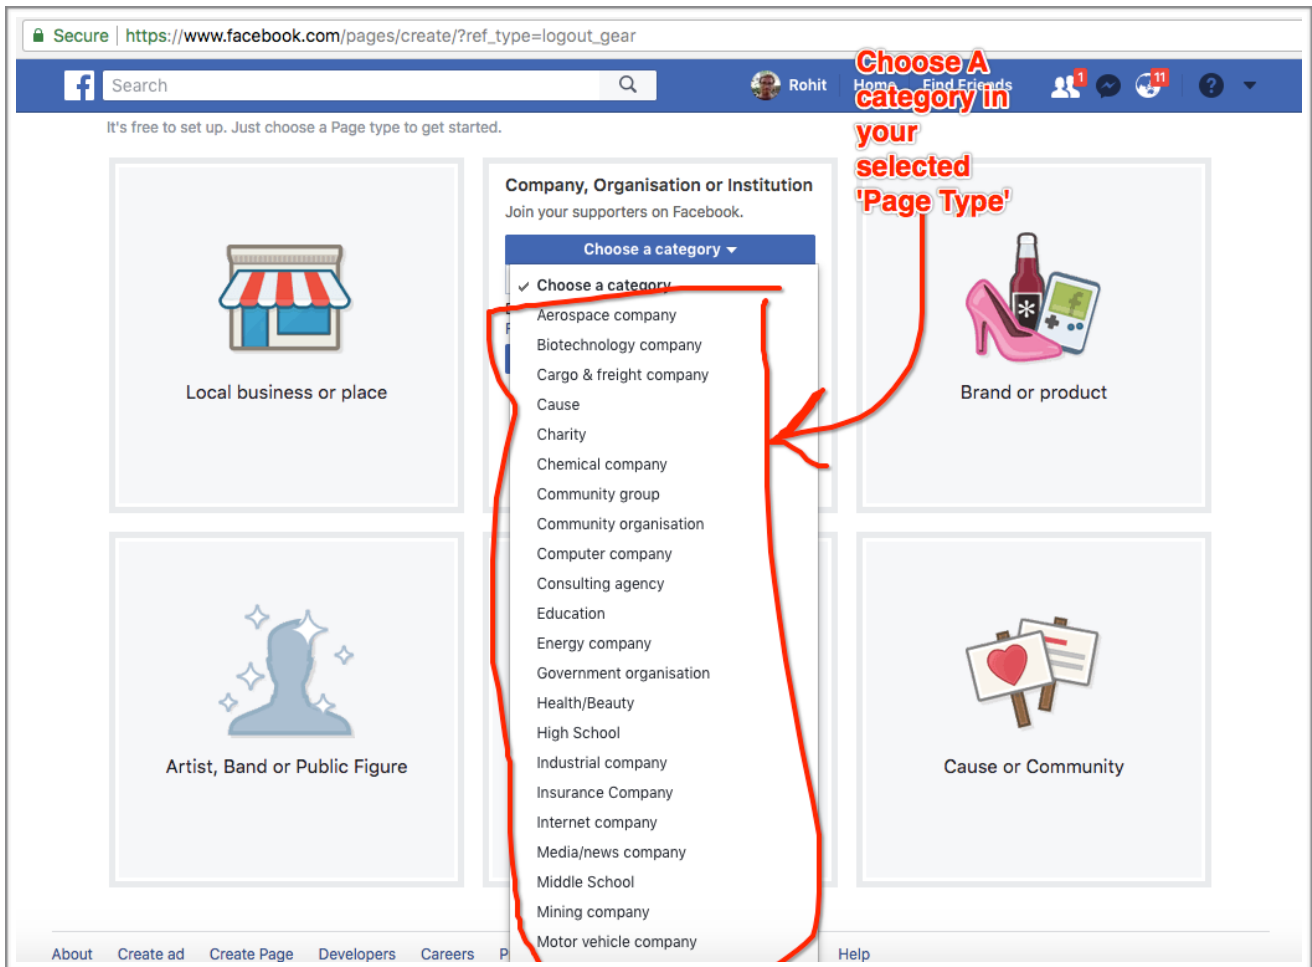 Secure | https://www.facebook.com/pages/create/?ref_type=logout_gear
f Search Rohit Home Find Friends 1 11 ?
Choose A
category in
your
selected
'Page Type'
It's free to set up. Just choose a Page type to get started.
Local business or place
Company, Organisation or Institution
Join your supporters on Facebook.
Choose a category
✓ Choose a category
Aerospace company
Biotechnology company
Cargo & freight company
Cause
Charity
Chemical company
Community group
Community organisation
Computer company
Consulting agency
Education
Energy company
Government organisation
Health/Beauty
High School
Industrial company
Insurance Company
Internet company
Media/news company
Middle School
Mining company
Motor vehicle company
Brand or product
Artist, Band or Public Figure
Cause or Community
About Create ad Create Page Developers Careers P Help